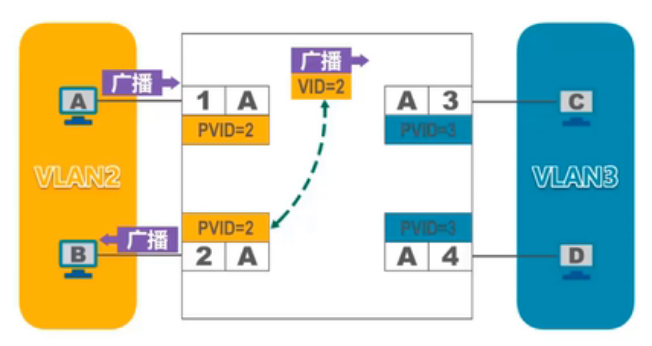 VLAN2
A
广播
1 A
PVID=2
广播
VID=2
A 3
PVID=3
C
VLAN3
B
广播
PVID=2
2 A
PVID=3
A 4
D